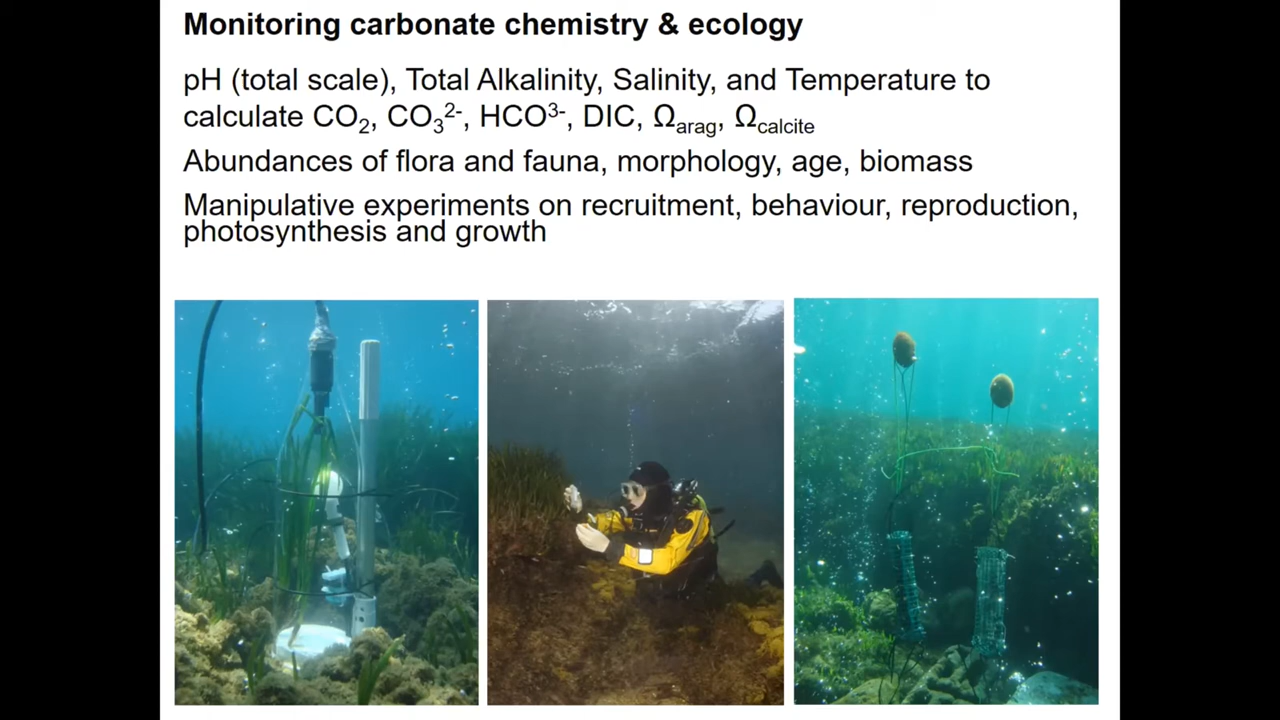 Monitoring carbonate chemistry & ecology
pH (total scale), Total Alkalinity, Salinity, and Temperature to
calculate CO₂, CO₃²⁻, HCO³⁻, DIC, Ωarag, Ωcalcite
Abundances of flora and fauna, morphology, age, biomass
Manipulative experiments on recruitment, behaviour, reproduction,
photosynthesis and growth